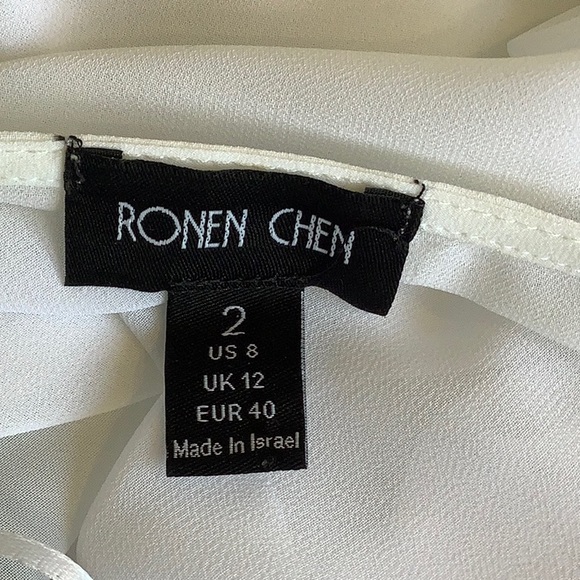 RONEN CHEN
2
US 8
UK 12
EUR 40
Made In Israel